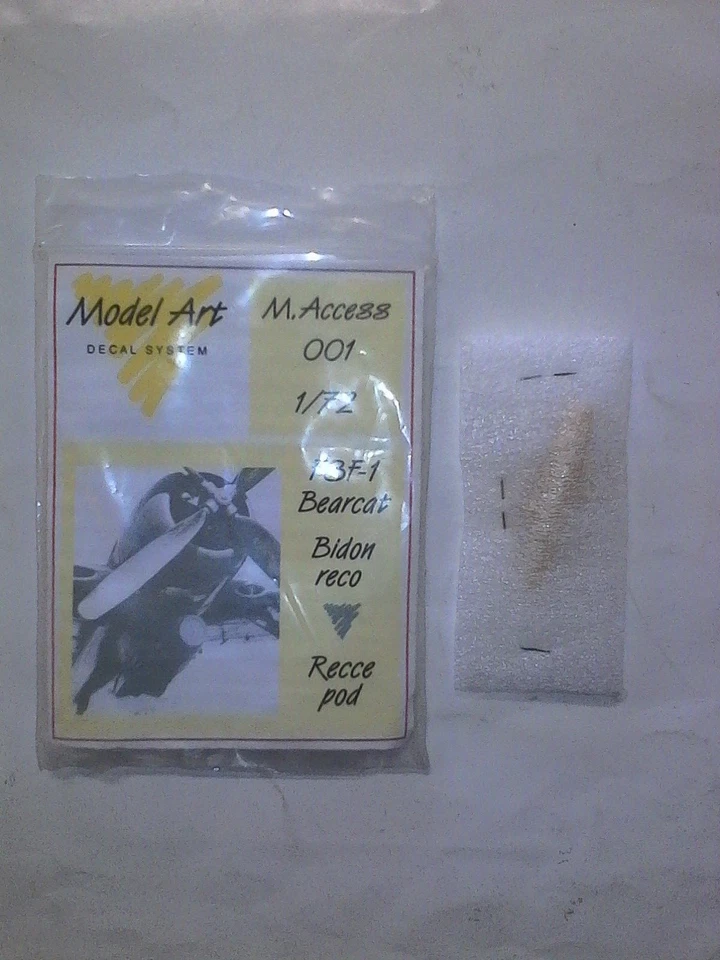 Model Art
DECAL SYSTEM
M.Access
001
1/72
Bearcat
Bidon
reco
Recce
pod